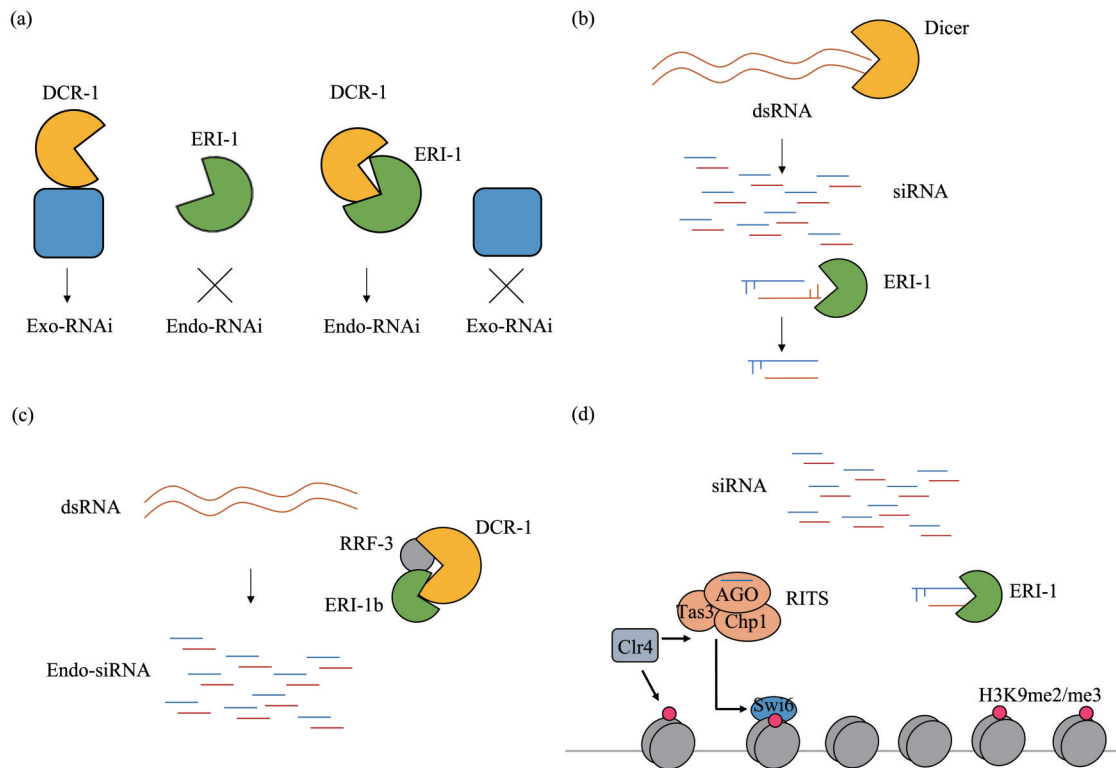 (a)
DCR-1
ERI-1
DCR-1
ERI-1
Exo-RNAi
Endo-RNAi
Endo-RNAi
Exo-RNAi
(b)
Dicer
dsRNA
siRNA
ERI-1
(c)
dsRNA
DCR-1
RRF-3
ERI-1b
Endo-siRNA
(d)
siRNA
ERI-1
AGO
RITS
Tas3
Chp1
Clr4
Swi6
H3K9me2/me3